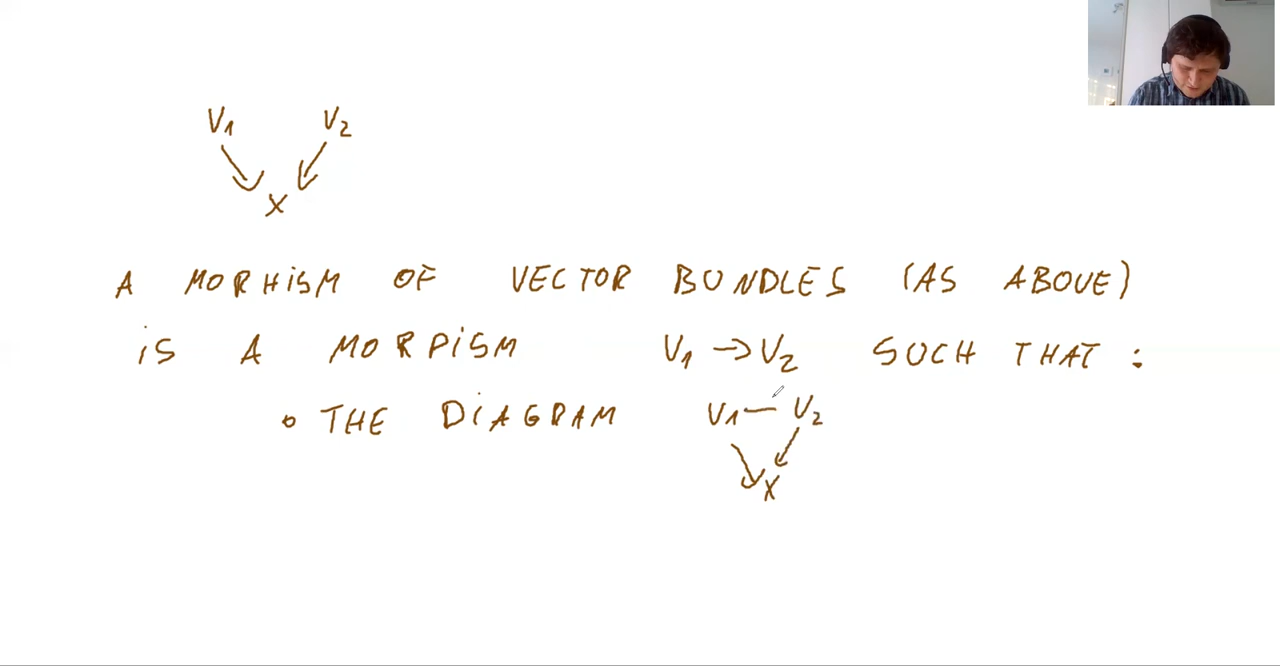 V1 V2
X
A MORHISM OF VECTOR BUNDLES (AS ABOVE)
is A MORPISM V1 → V2 SUCH THAT:
• THE DIAGRAM V1 — V2
X